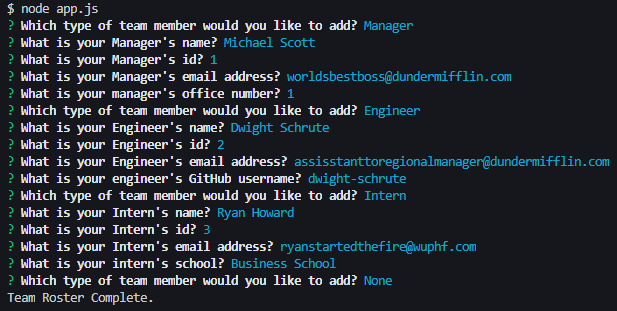 $ node app.js
? Which type of team member would you like to add? Manager
? What is your Manager's name? Michael Scott
? What is your Manager's id? 1
? What is your Manager's email address? worldsbestboss@dundermifflin.com
? What is your manager's office number? 1
? Which type of team member would you like to add? Engineer
? What is your Engineer's name? Dwight Schrute
? What is your Engineer's id? 2
? What is your Engineer's email address? assisstanttoregionalmanager@dundermifflin.com
? What is your engineer's GitHub username? dwight-schrute
? Which type of team member would you like to add? Intern
? What is your Intern's name? Ryan Howard
? What is your Intern's id? 3
? What is your Intern's email address? ryanstartedthefire@wuphf.com
? What is your intern's school? Business School
? Which type of team member would you like to add? None
Team Roster Complete.